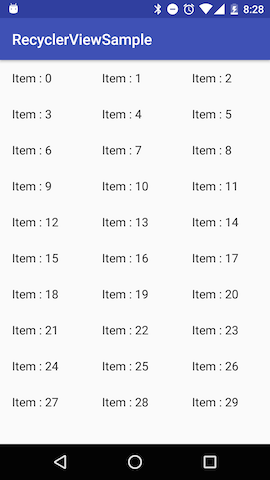 8:28
RecyclerViewSample
Item : 0 Item : 1 Item : 2
Item : 3 Item : 4 Item : 5
Item : 6 Item : 7 Item : 8
Item : 9 Item : 10 Item : 11
Item : 12 Item : 13 Item : 14
Item : 15 Item : 16 Item : 17
Item : 18 Item : 19 Item : 20
Item : 21 Item : 22 Item : 23
Item : 24 Item : 25 Item : 26
Item : 27 Item : 28 Item : 29